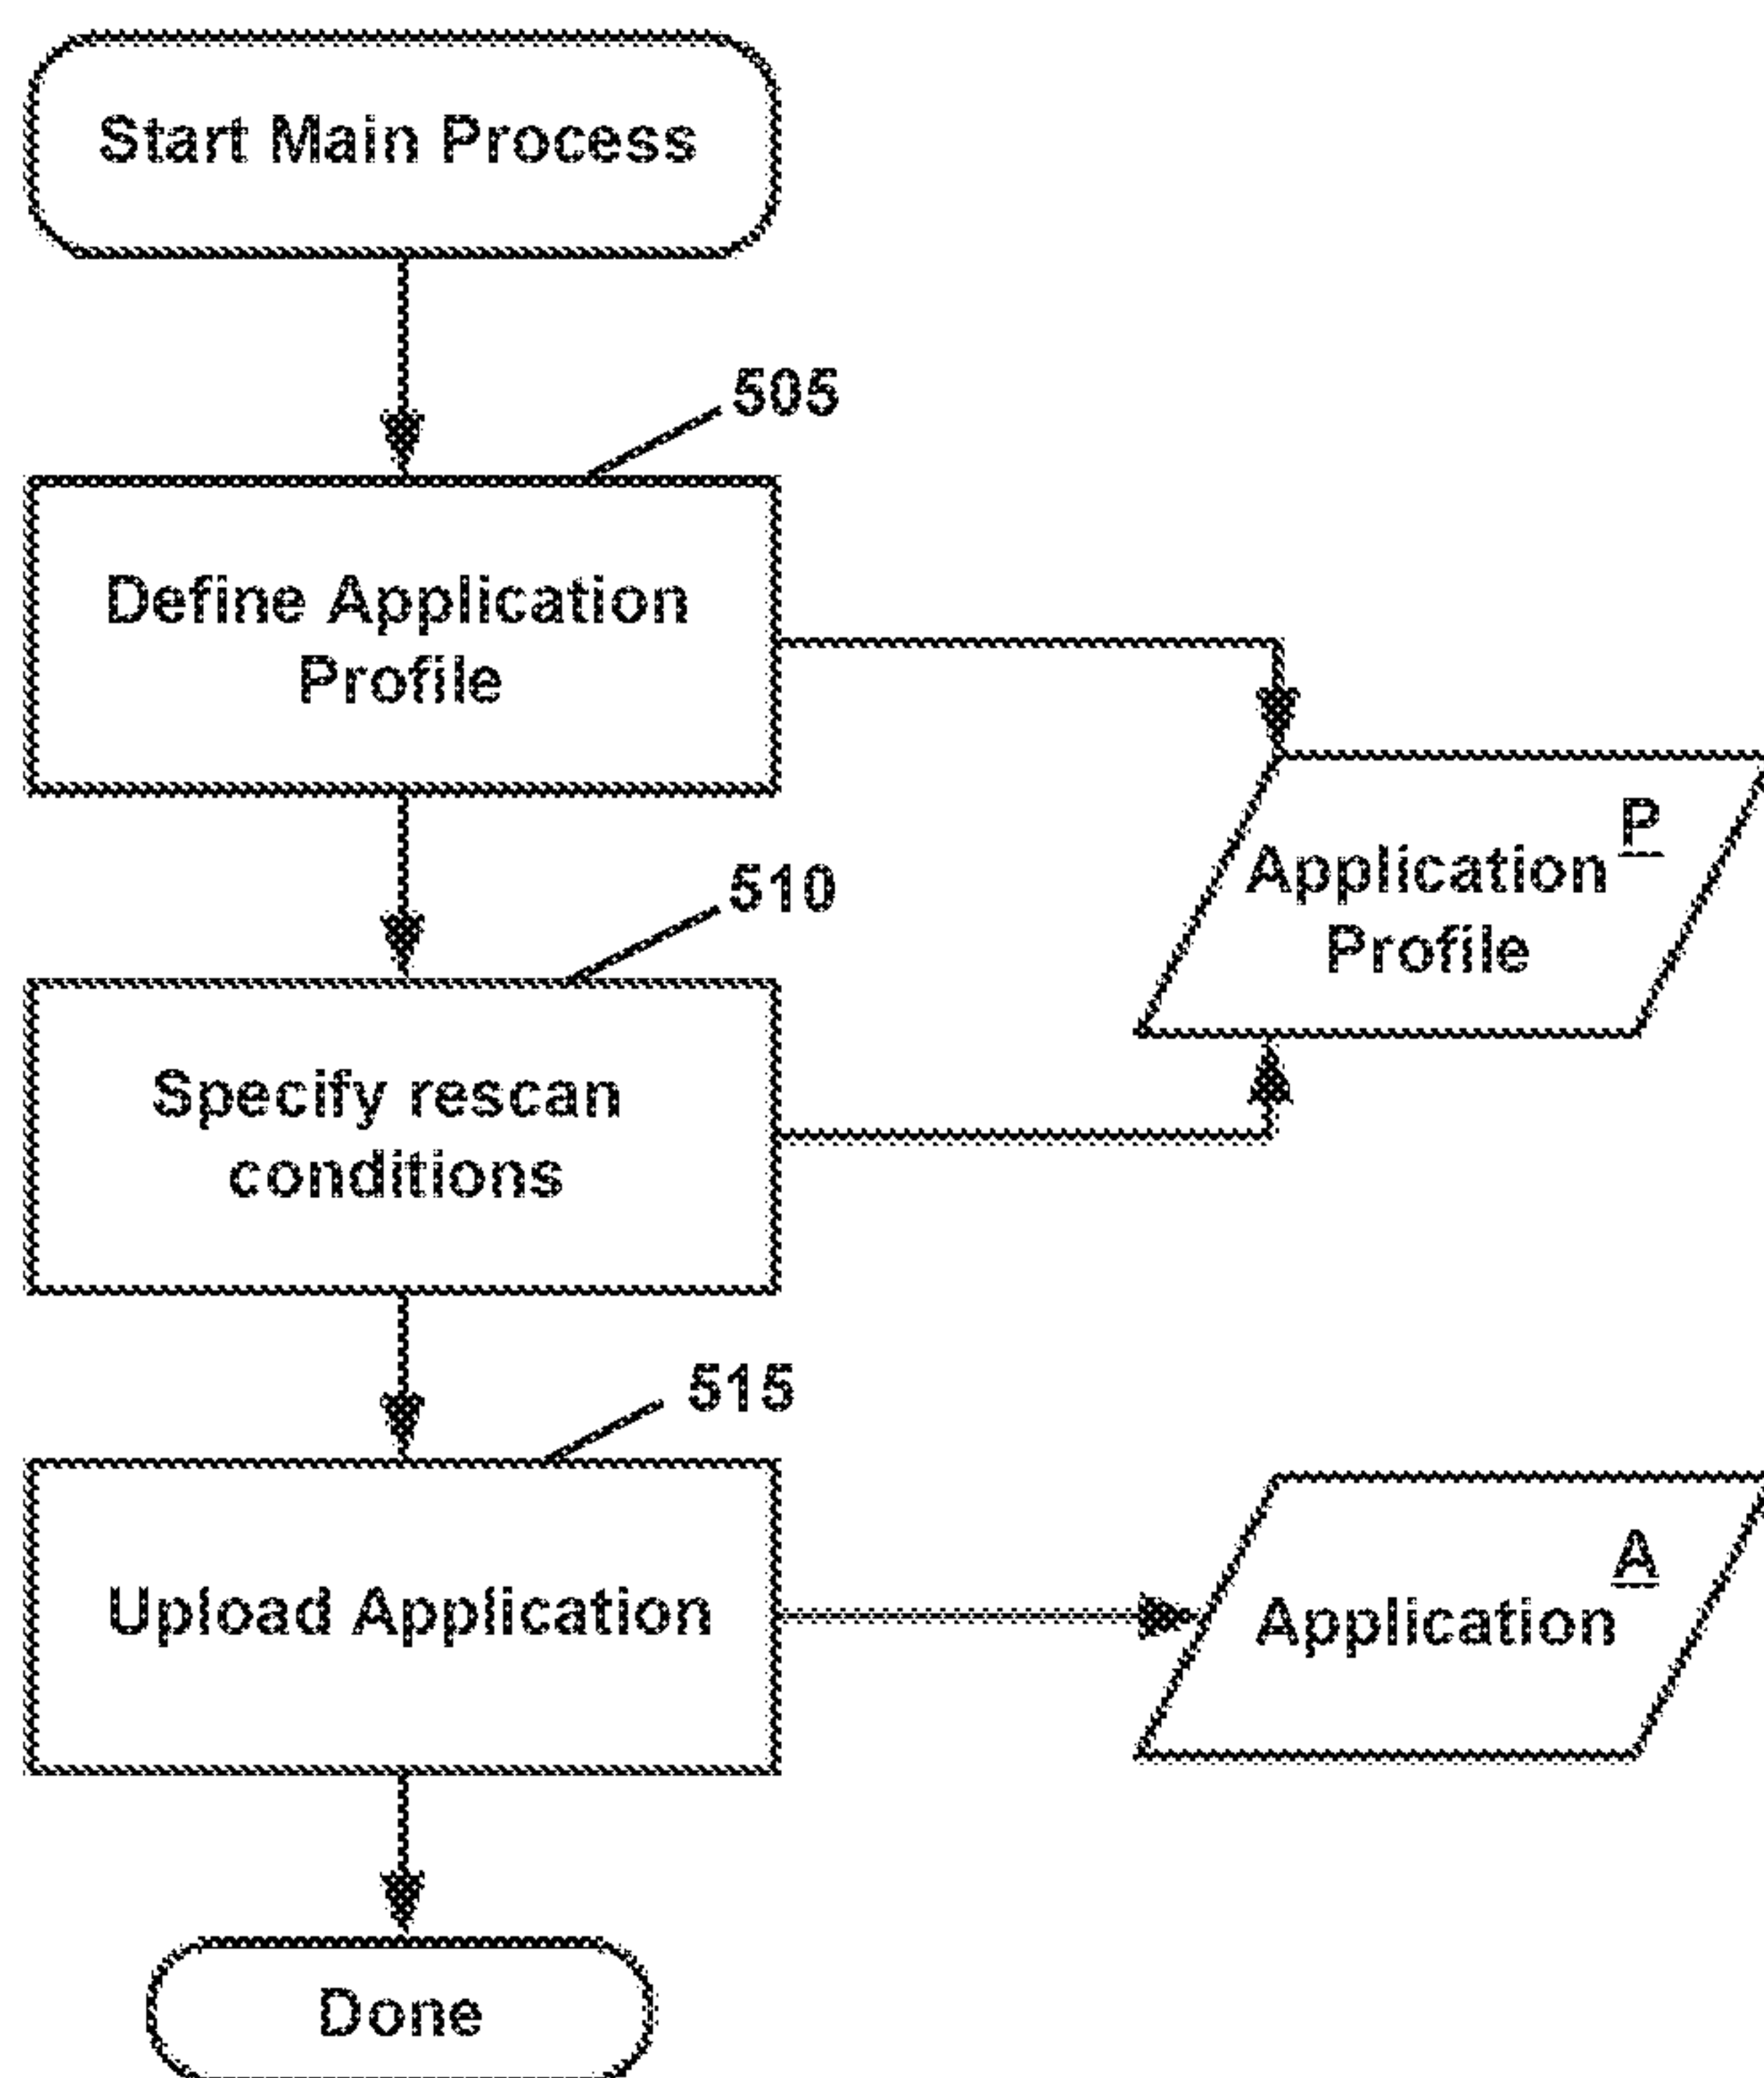 Start Main Process
505
Define Application
Profile
P
Application
Profile
510
Specify rescan
conditions
515
Upload Application
A
Application
Done